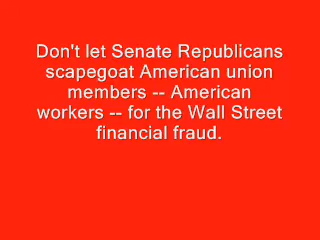 Don't let Senate Republicans
scapegoat American union
members -- American
workers -- for the Wall Street
financial fraud.